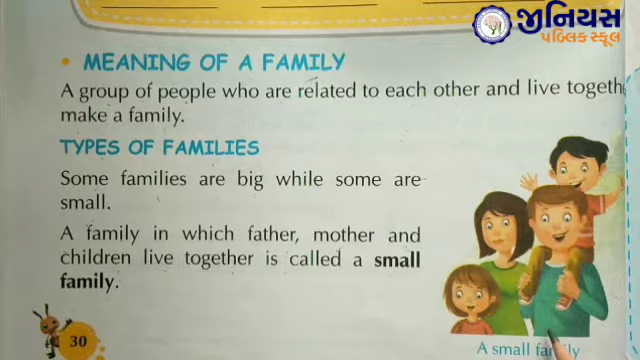 જીનિયસ
પબ્લિક સ્કૂલ
MEANING OF A FAMILY
A group of people who are related to each other and live togeth
make a family.
TYPES OF FAMILIES
Some families are big while some are
small.
A family in which father, mother and
children live together is called a small
family.
A small family
30